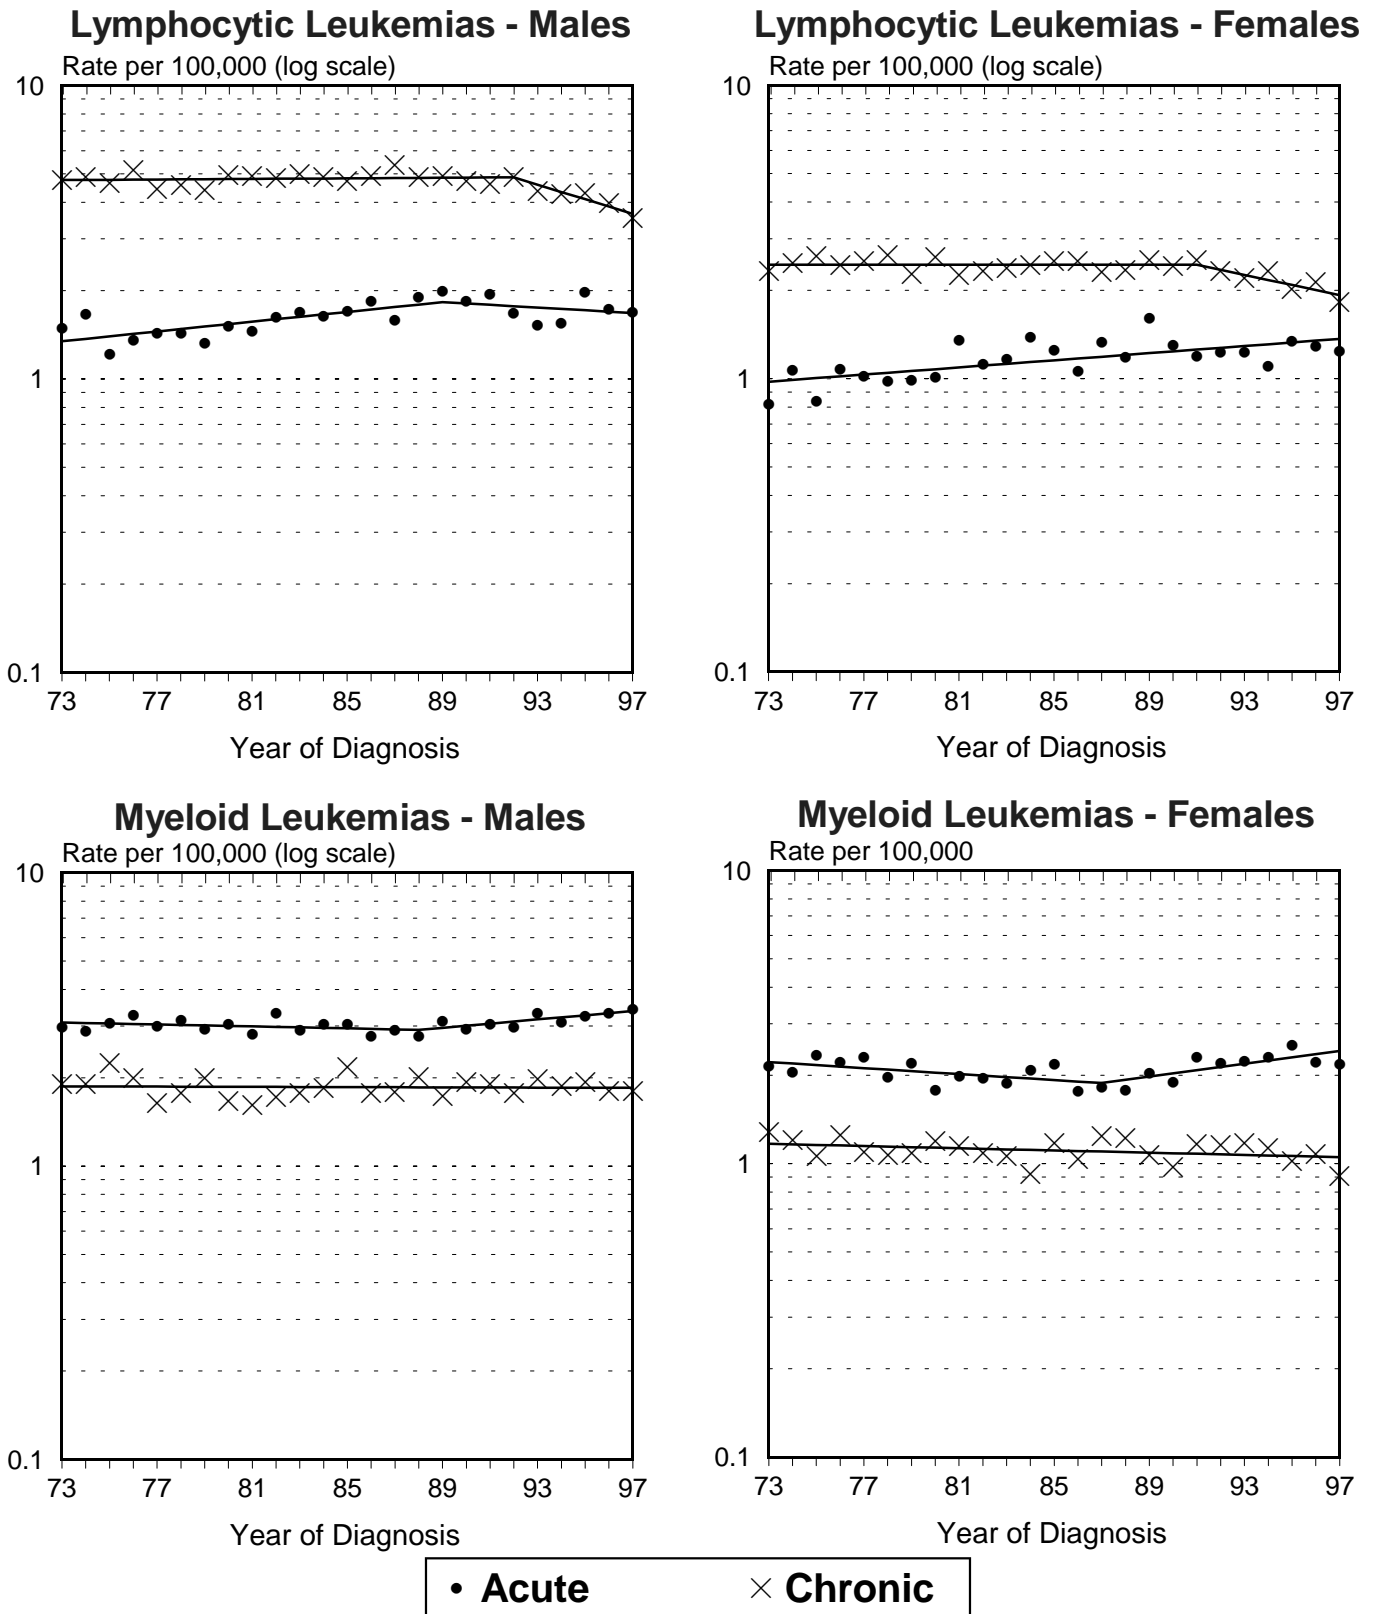 Lymphocytic Leukemias - Males
Rate per 100,000 (log scale)
10
1
0.1
73 77 81 85 89 93 97
Year of Diagnosis
Lymphocytic Leukemias - Females
Rate per 100,000 (log scale)
10
1
0.1
73 77 81 85 89 93 97
Year of Diagnosis
Myeloid Leukemias - Males
Rate per 100,000 (log scale)
10
1
0.1
73 77 81 85 89 93 97
Year of Diagnosis
Myeloid Leukemias - Females
Rate per 100,000
10
1
0.1
73 77 81 85 89 93 97
Year of Diagnosis
Acute Chronic